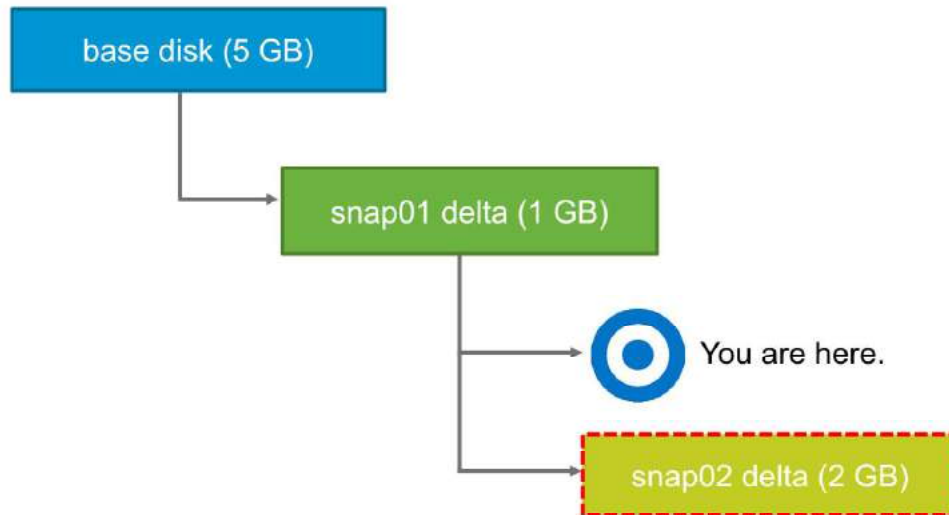 base disk (5 GB)
snap01 delta (1 GB)
You are here.
snap02 delta (2 GB)